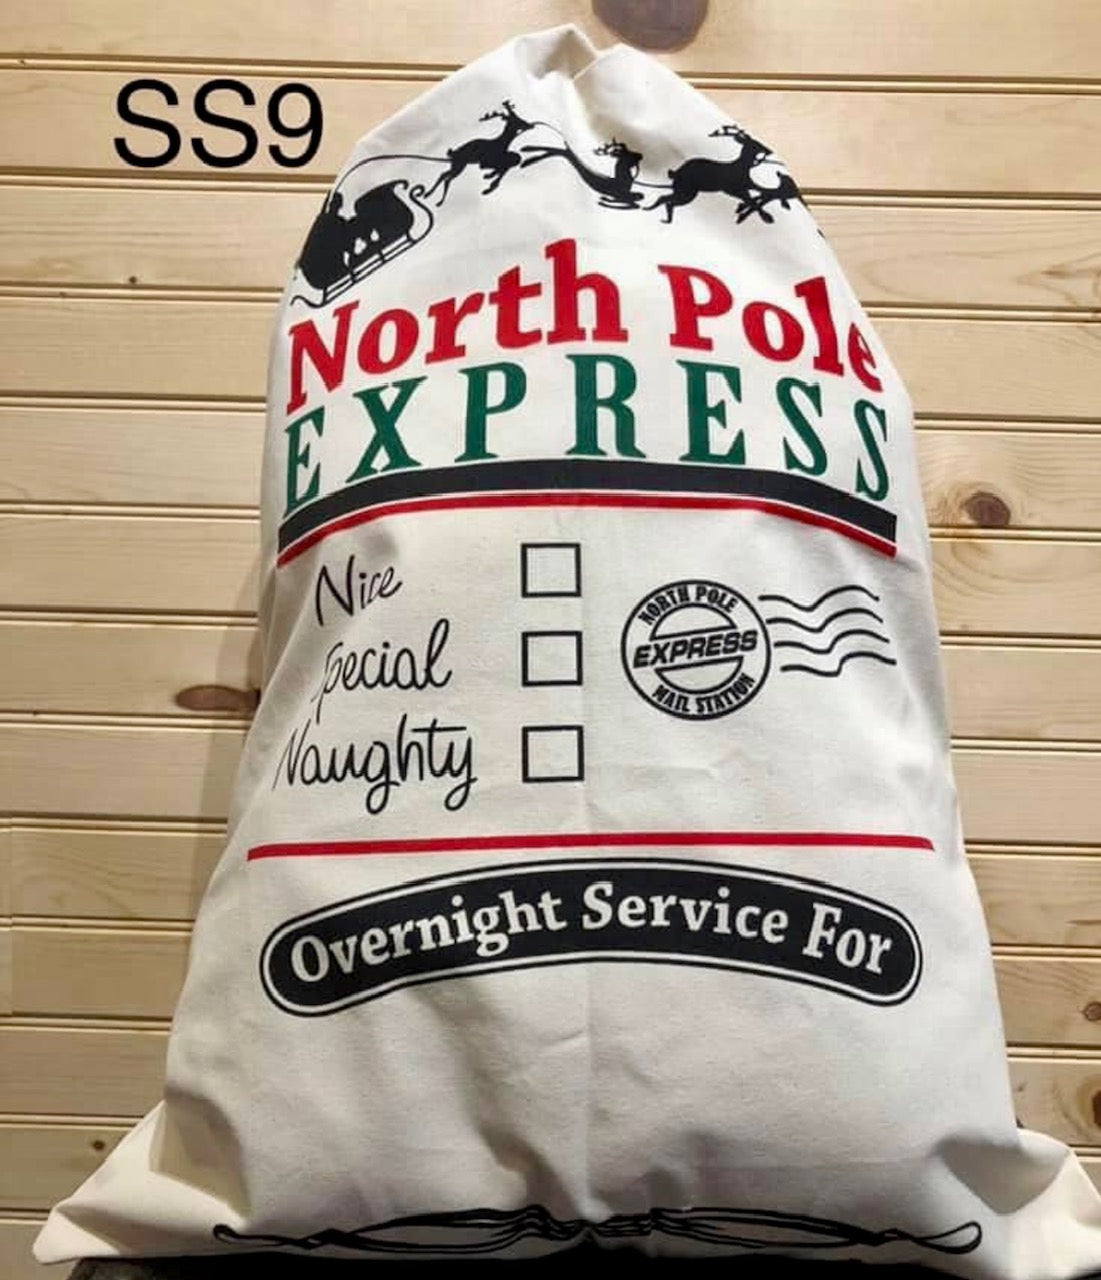 SS9
North Pole
EXPRESS
Nice
Special
Naughty
NORTH POLE
EXPRESS
MAIL STATION
Overnight Service For